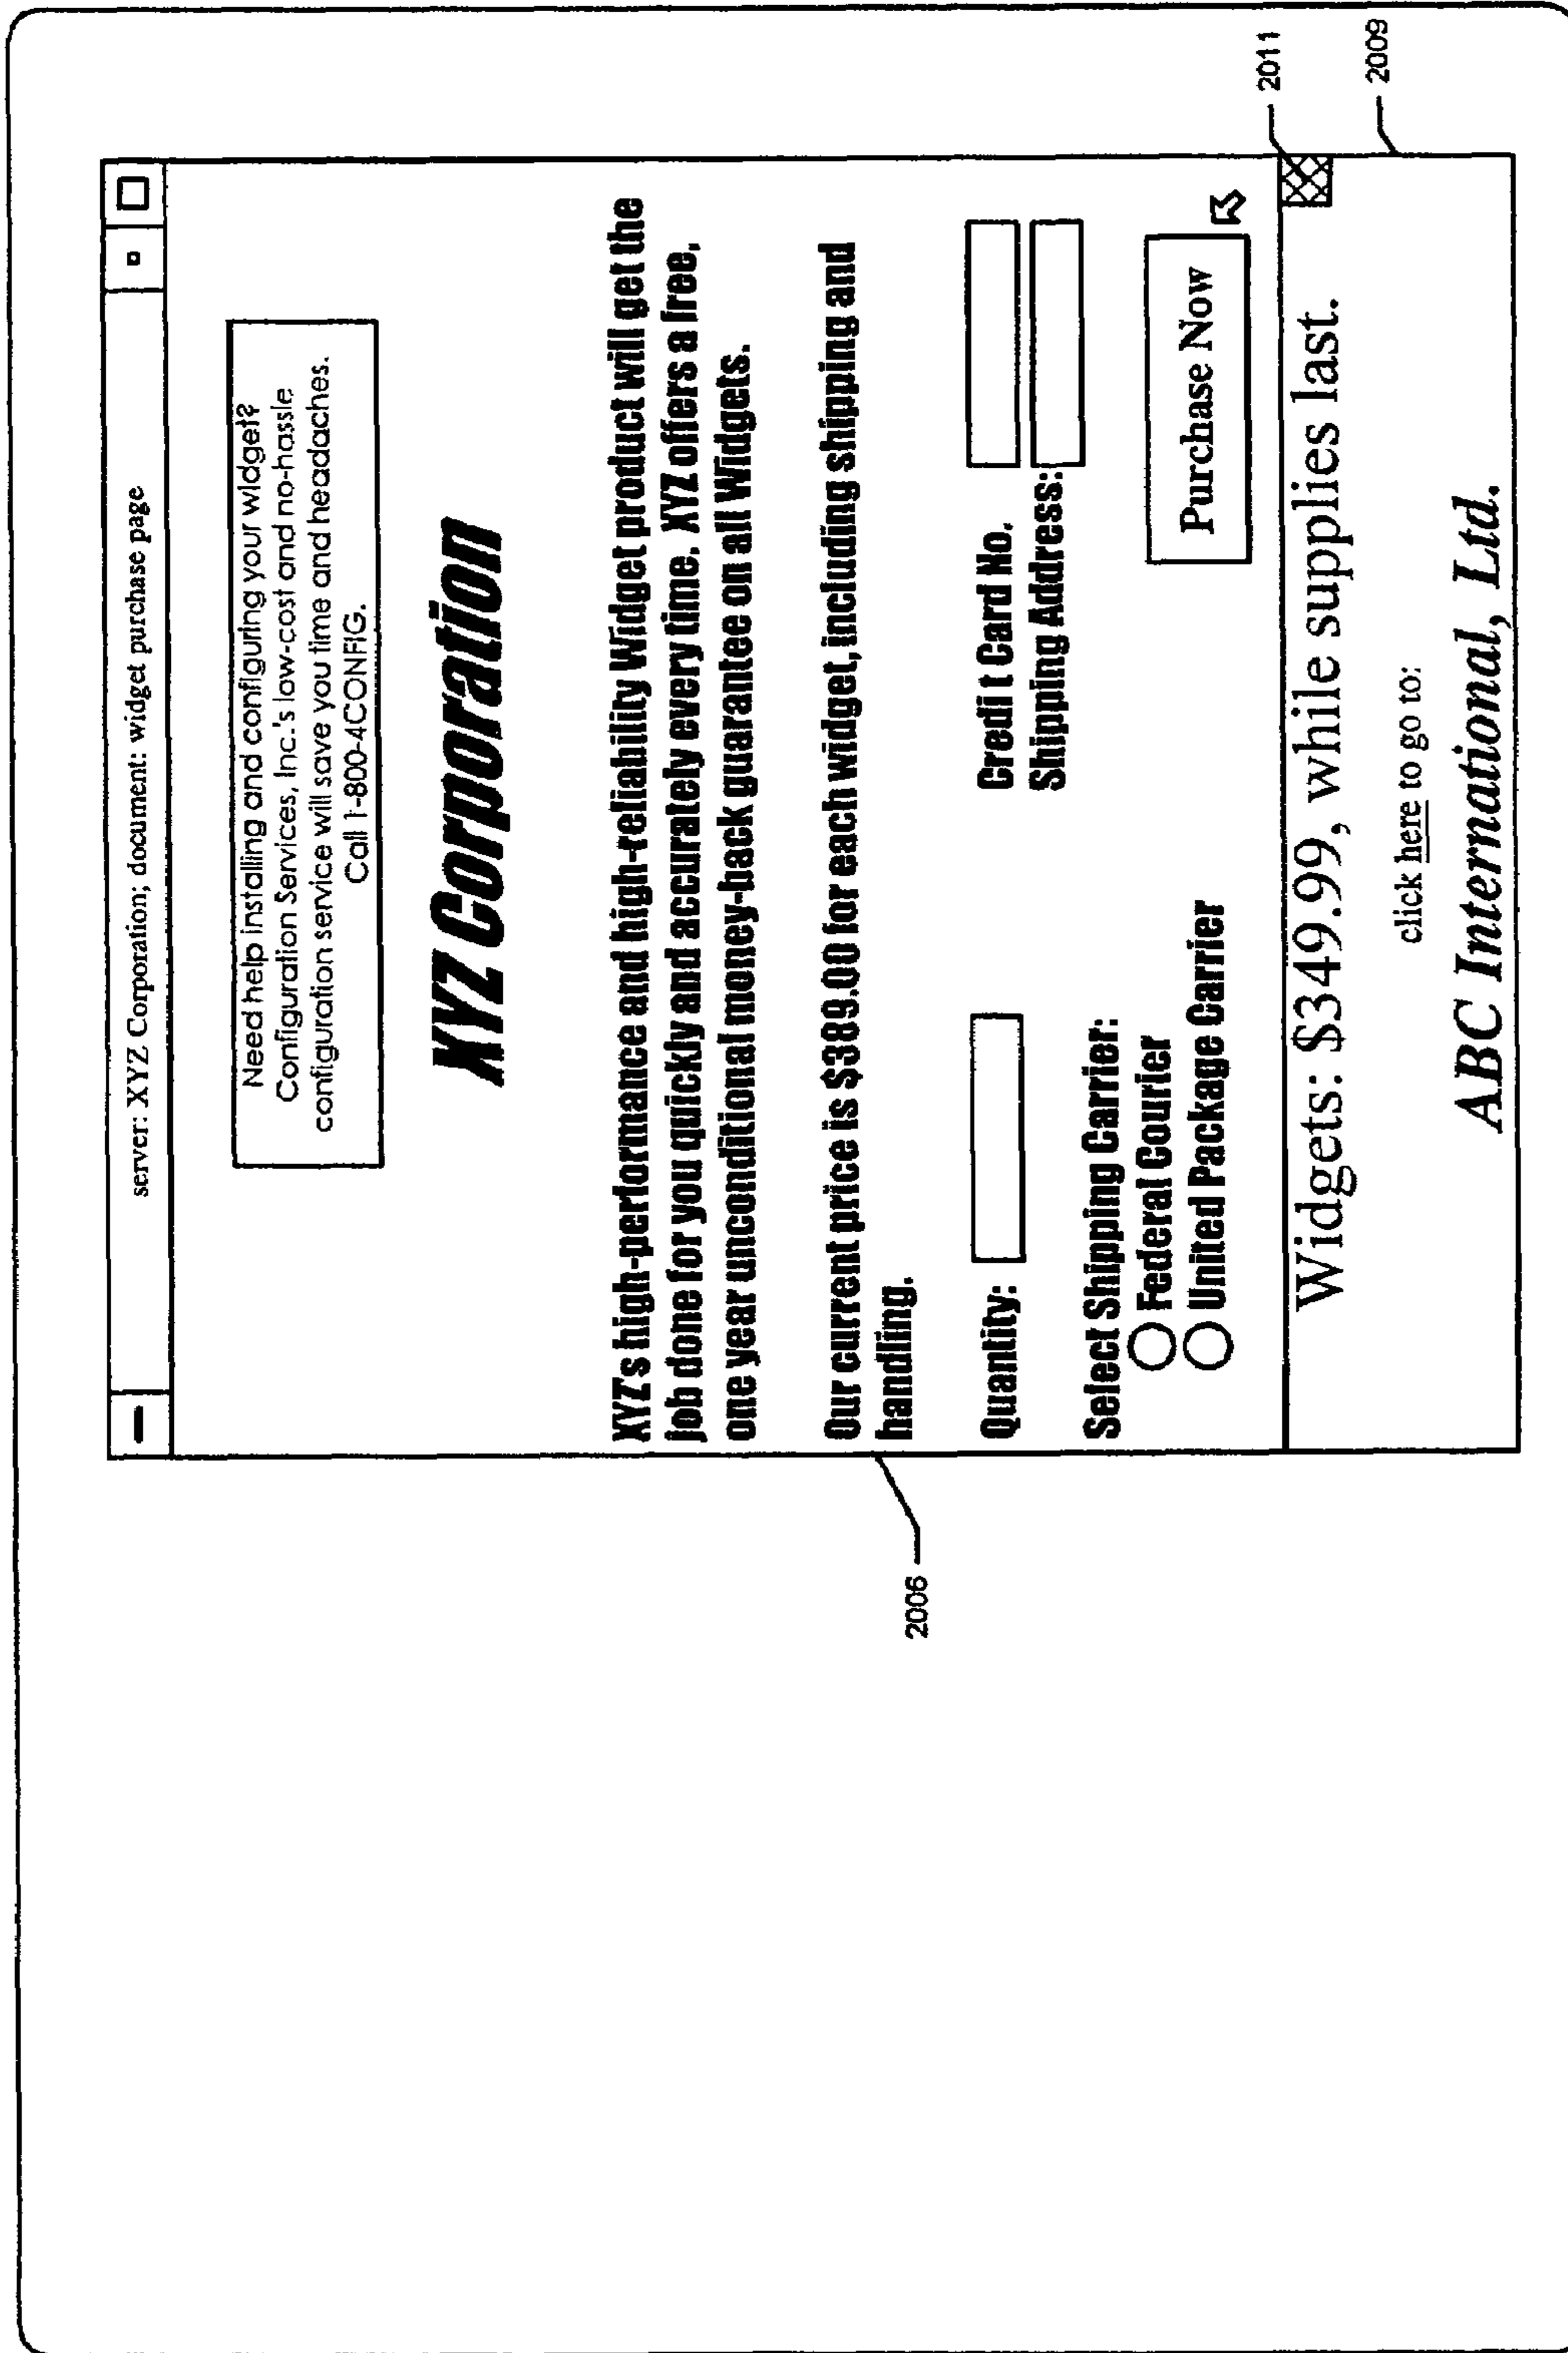 server: XYZ Corporation; document: widget purchase page
Need help installing and configuring your widget?
Configuration Services, Inc.'s low-cost and no-hassle
configuration service will save you time and headaches.
Call 1-800-4CONFIG.
XYZ Corporation
XYZ's high-performance and high-reliability Widget product will get the
job done for you quickly and accurately every time. XYZ offers a free,
one year unconditional money-back guarantee on all Widgets.
Our current price is $389.00 for each widget, including shipping and
handling.
Quantity:
Credit Card No.
Shipping Address:
Select Shipping Carrier:
Federal Courier
United Package Carrier
Purchase Now
Widgets: $349.99, while supplies last.
click here to go to:
ABC International, Ltd.
2006
2011
2009